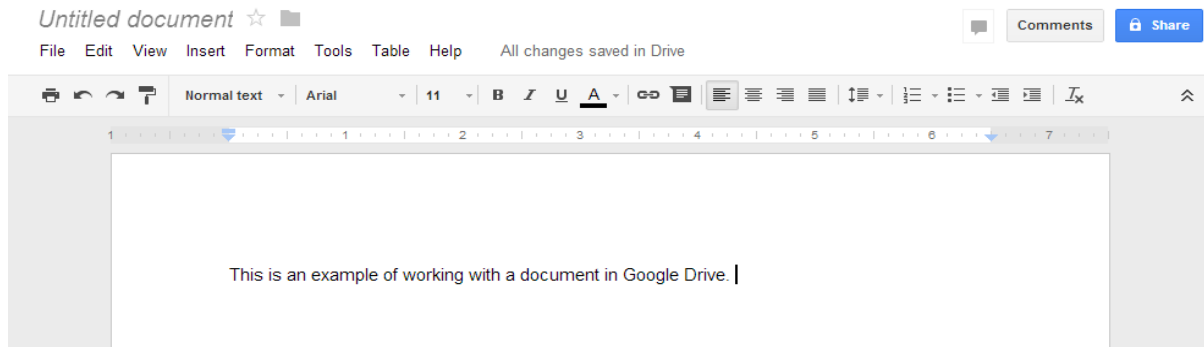 Untitled document
Comments
Share
File Edit View Insert Format Tools Table Help All changes saved in Drive
Normal text Arial 11 B I U A Tx
1 1 2 3 4 5 6 7
This is an example of working with a document in Google Drive.